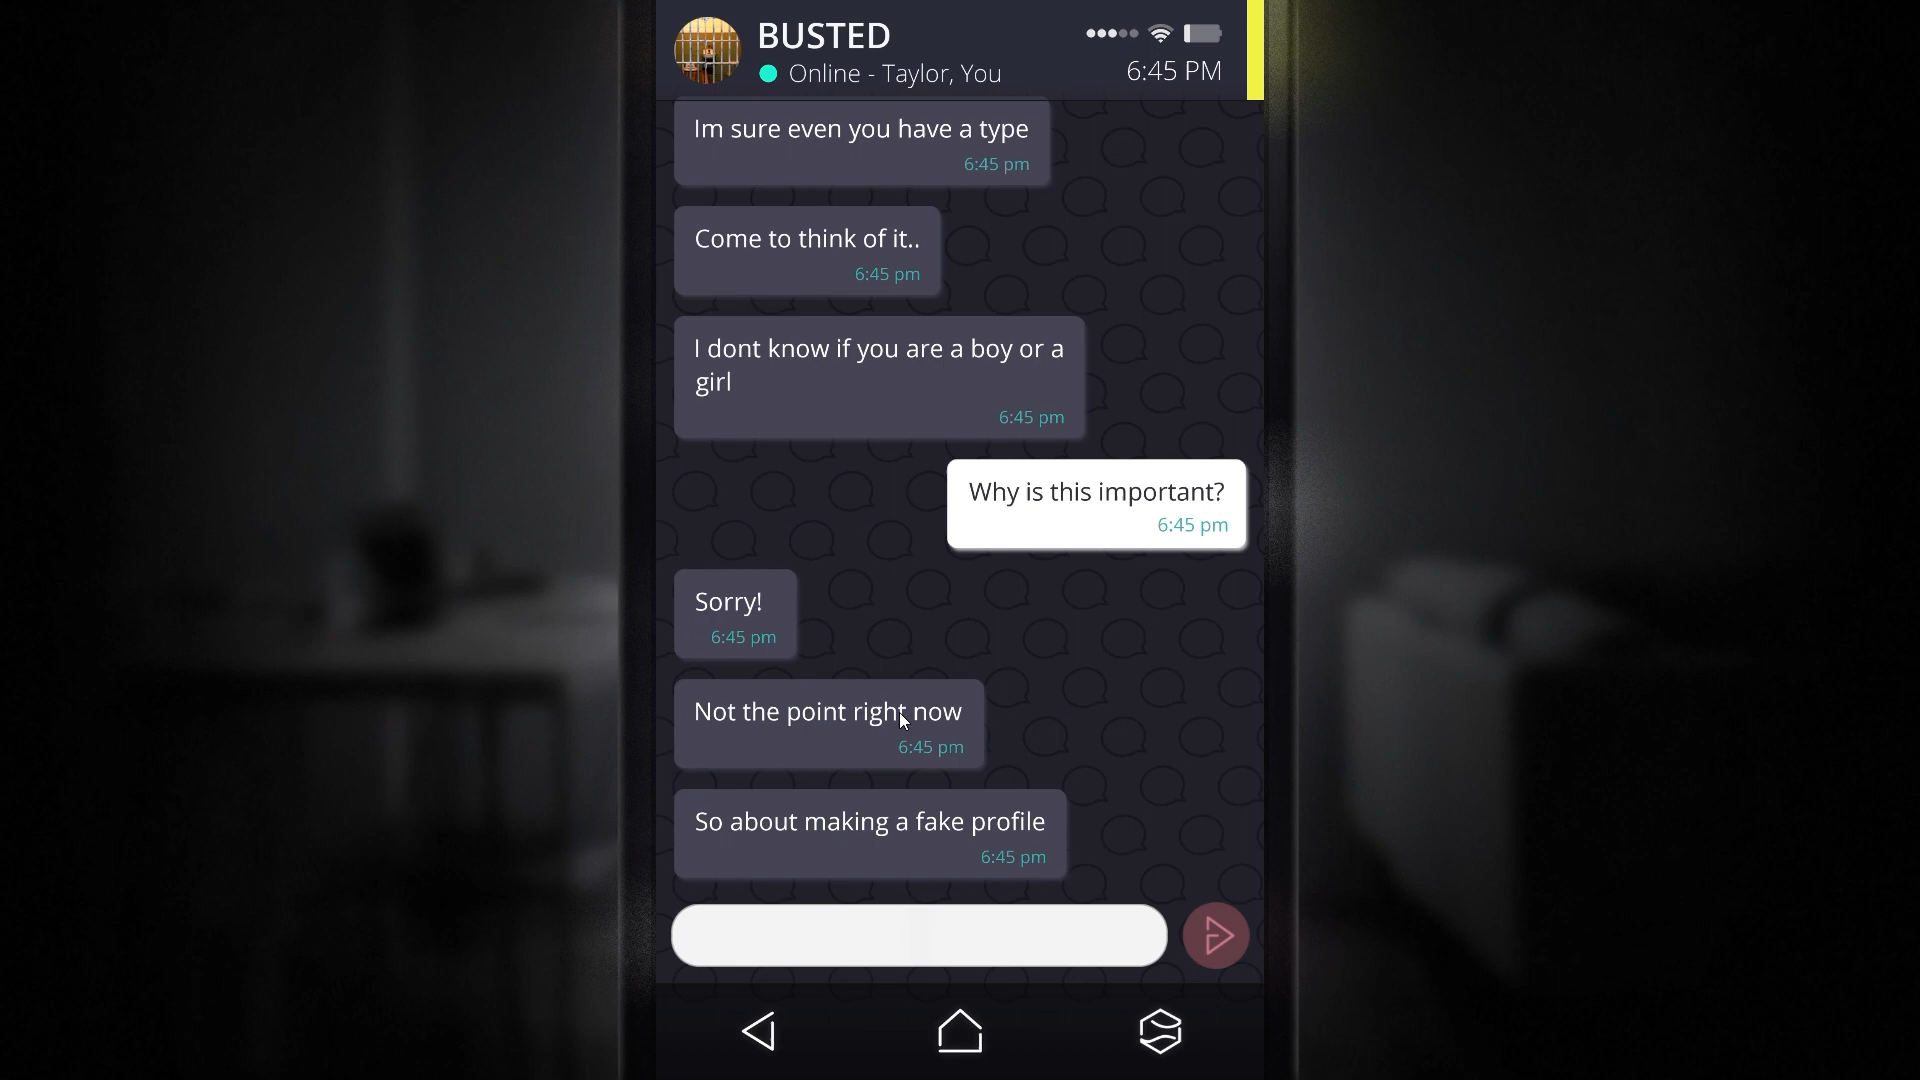 BUSTED
Online - Taylor, You
6:45 PM
Im sure even you have a type
6:45 pm
Come to think of it..
6:45 pm
I dont know if you are a boy or a
girl
6:45 pm
Why is this important?
6:45 pm
Sorry!
6:45 pm
Not the point right now
6:45 pm
So about making a fake profile
6:45 pm